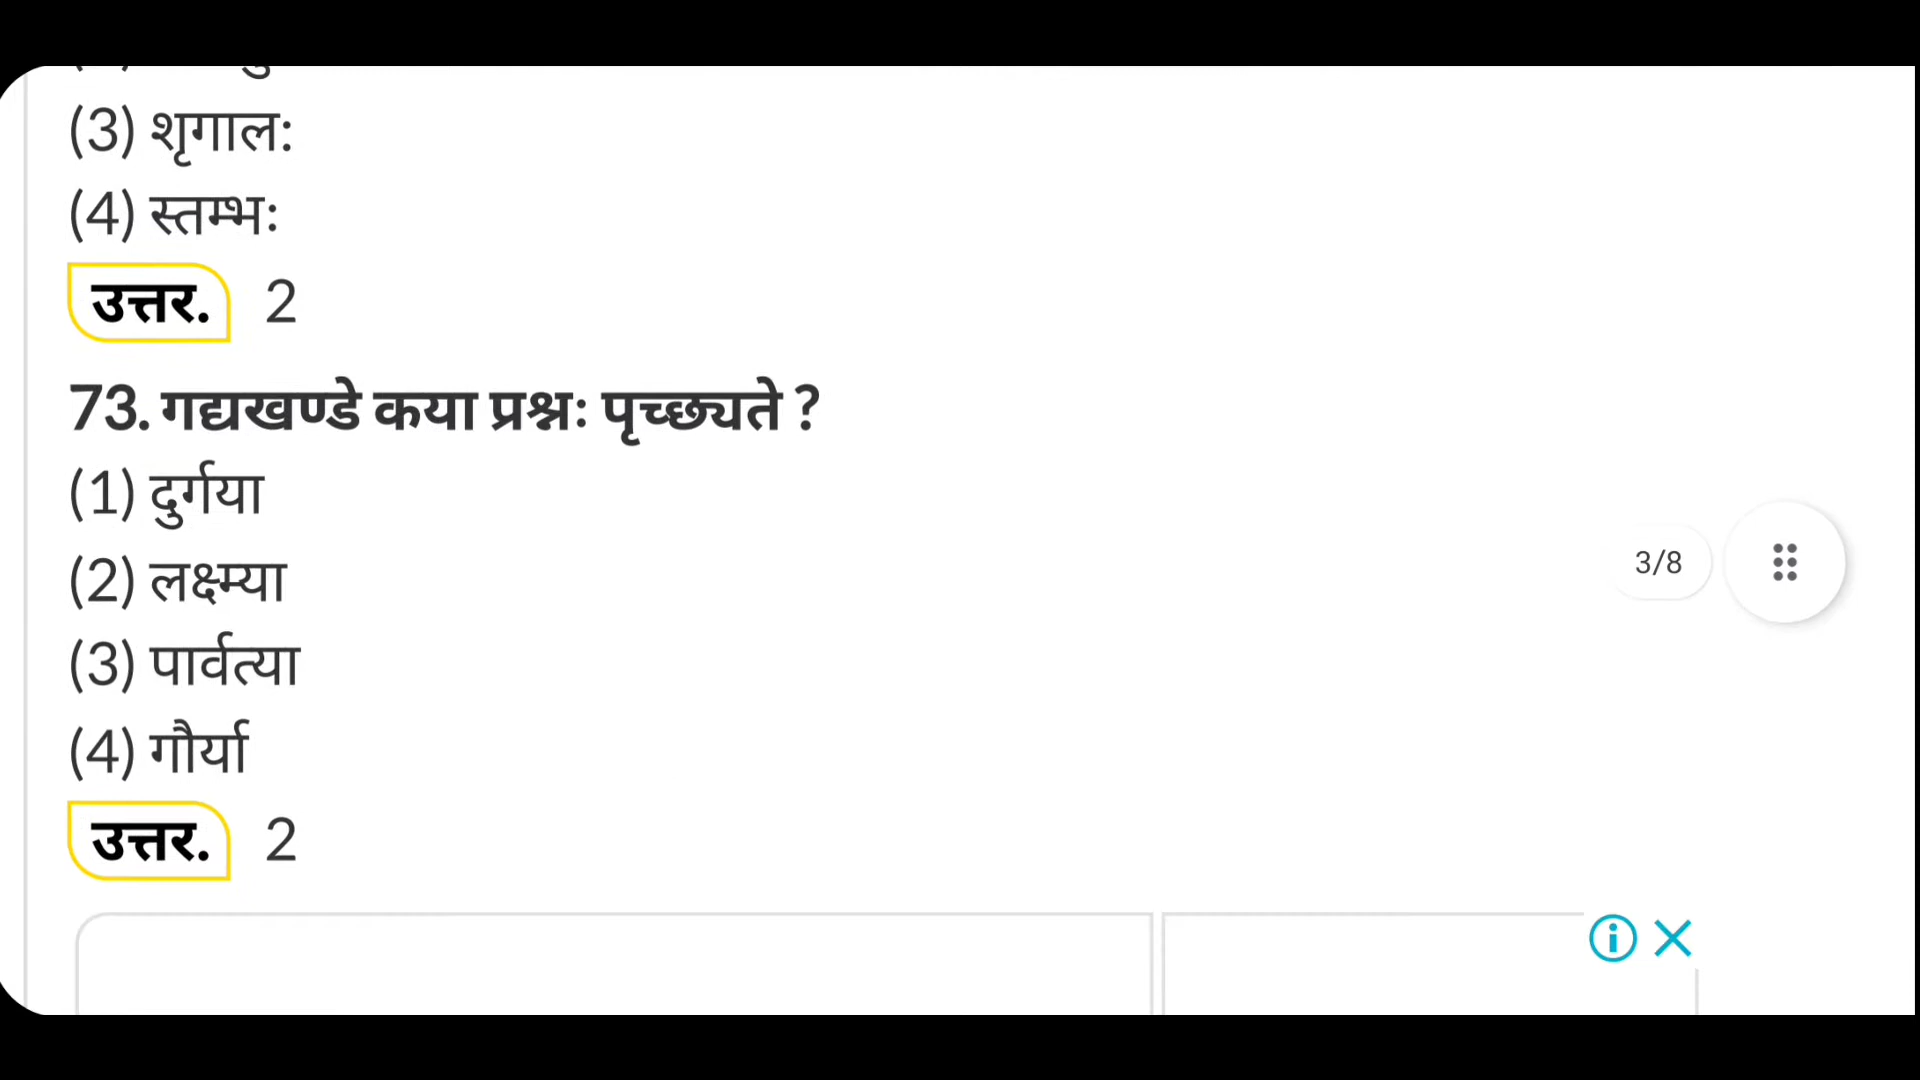 (3) शृगाल:
(4) स्तम्भः
उत्तर. 2
73. गद्यखण्डे कया प्रश्नः पृच्छ्यते ?
(1) दुर्गया
(2) लक्ष्म्या
(3) पार्वत्या
3/8
(4) गौर्या
उत्तर. 2